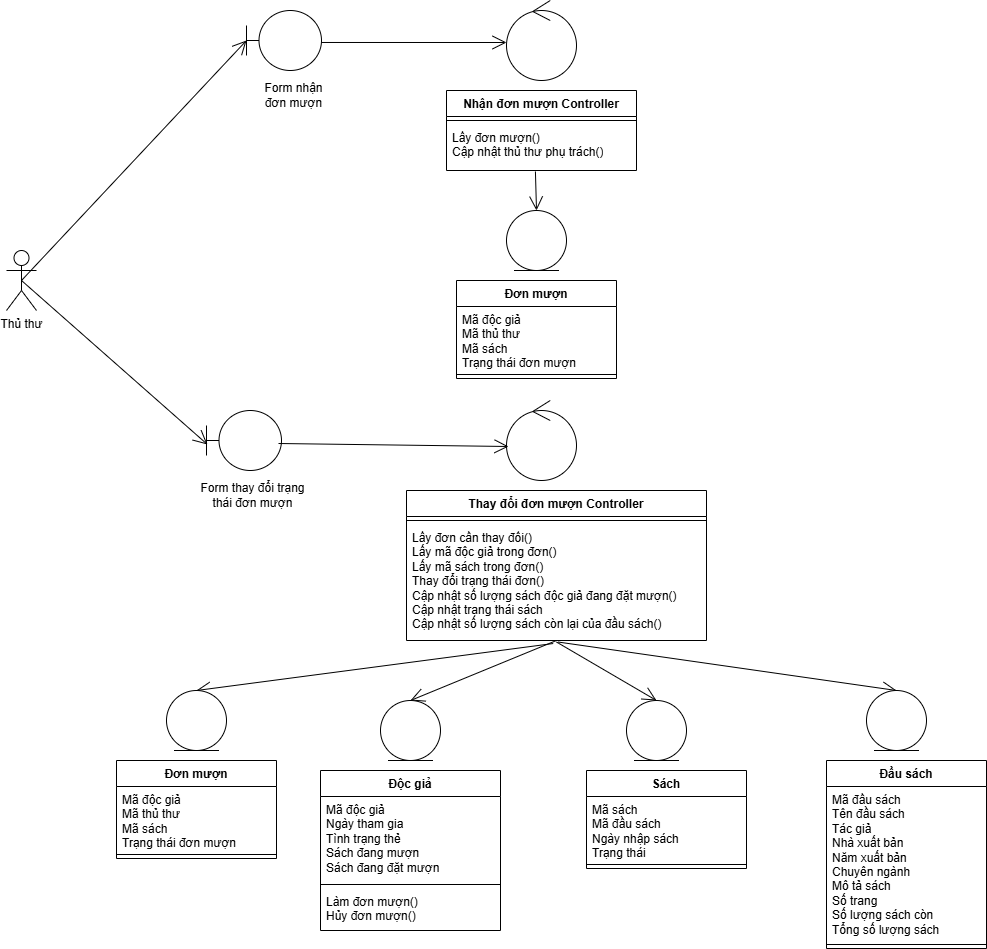 Form nhận
đơn mượn
Nhận đơn mượn Controller
Lấy đơn mượn()
Cập nhật thủ thư phụ trách()
Thủ thư
Đơn mượn
Mã độc giả
Mã thủ thư
Mã sách
Trạng thái đơn mượn
Form thay đổi trạng
thái đơn mượn
Thay đổi đơn mượn Controller
Lấy đơn cần thay đổi()
Lấy mã độc giả trong đơn()
Lấy mã sách trong đơn()
Thay đổi trạng thái đơn()
Cập nhật số lượng sách độc giả đang đặt mượn()
Cập nhật trạng thái sách
Cập nhật số lượng sách còn lại của đầu sách()
Đơn mượn
Mã độc giả
Mã thủ thư
Mã sách
Trạng thái đơn mượn
Độc giả
Mã độc giả
Ngày tham gia
Tình trạng thẻ
Sách đang mượn
Sách đang đặt mượn
Làm đơn mượn()
Hủy đơn mượn()
Sách
Mã sách
Mã đầu sách
Ngày nhập sách
Trạng thái
Đầu sách
Mã đầu sách
Tên đầu sách
Tác giả
Nhà xuất bản
Năm xuất bản
Chuyên ngành
Mô tả sách
Số trang
Số lượng sách còn
Tổng số lượng sách